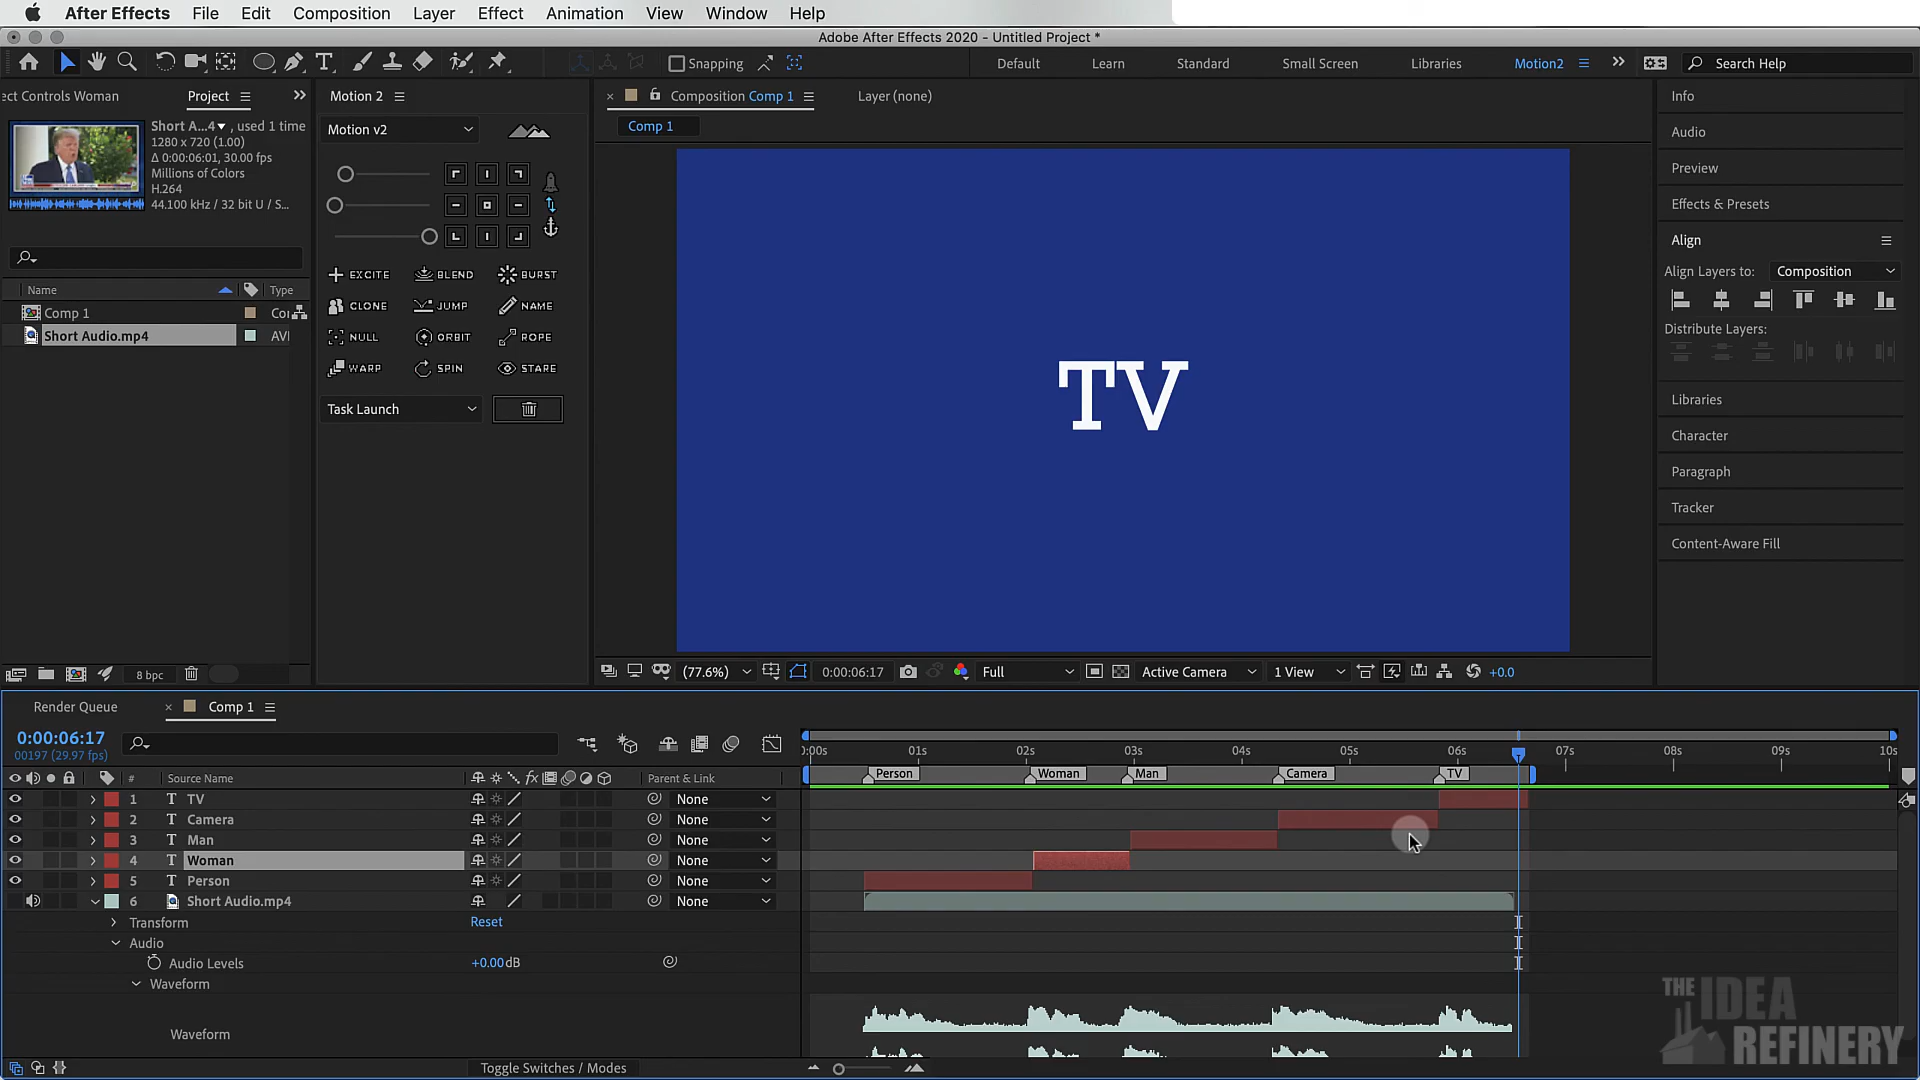 After Effects File Edit Composition Layer Effect Animation View Window Help
Adobe After Effects 2020 - Untitled Project *
Snapping
Default Learn Standard Small Screen Libraries Motion2
Search Help
ect Controls Woman
Project
Short A...4▾, used 1 time
1280 x 720 (1.00)
Δ 0:00:06:01, 30.00 fps
Millions of Colors
H.264
44.100 kHz / 32 bit U / S...
Name Type
Comp 1 Coı
Short Audio.mp4 AVI
8 bpc
Motion 2
Motion v2
EXCITE BLEND BURST
CLONE JUMP NAME
NULL ORBIT ROPE
WARP SPIN STARE
Task Launch
Composition Comp 1
Layer (none)
Comp 1
TV
(77.6%) 0:00:06:17 Full Active Camera 1 View +0.0
Info
Audio
Preview
Effects & Presets
Align
Align Layers to: Composition
Distribute Layers:
Libraries
Character
Paragraph
Tracker
Content-Aware Fill
Render Queue
Comp 1
0:00:06:17
00197 (29.97 fps)
# Source Name fx Parent & Link
):00s 01s 02s 03s 04s 05s 06s 07s 08s 09s 10s
Person Woman Man Camera TV
1 T TV None
2 T Camera None
3 T Man None
4 T Woman None
5 T Person None
6 Short Audio.mp4 None
Transform Reset
Audio
Audio Levels +0.00dB
Waveform
Waveform
Toggle Switches / Modes
THE IDEA
REFINERY